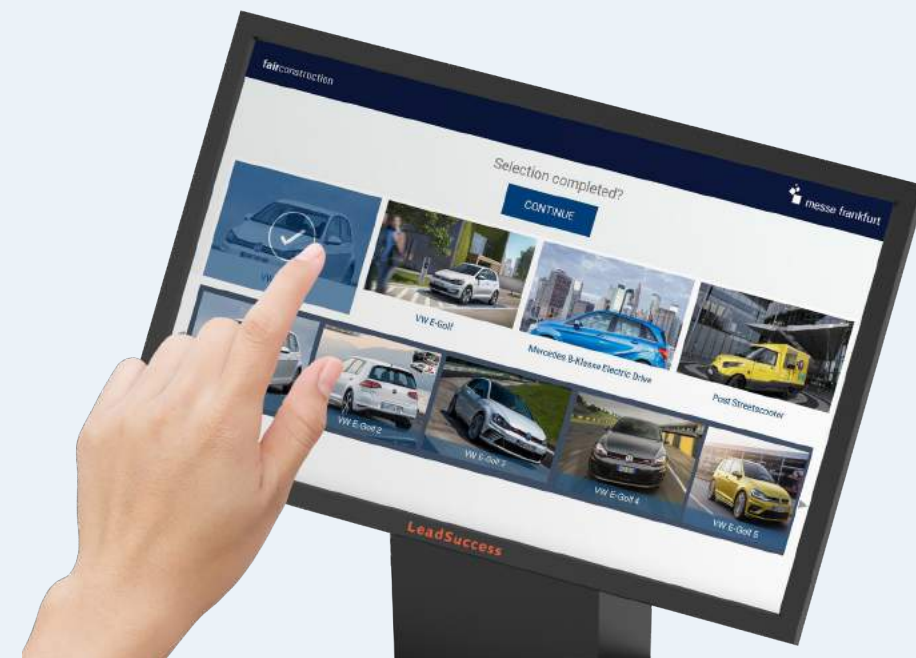 fairconstruction
messe frankfurt
Selection completed?
CONTINUE
VW
VW E-Golf
Mercedes B-Klasse Electric Drive
Post Streetscooter
VW E-Golf 2
VW E-Golf 3
VW E-Golf 4
VW E-Golf 5
LeadSuccess